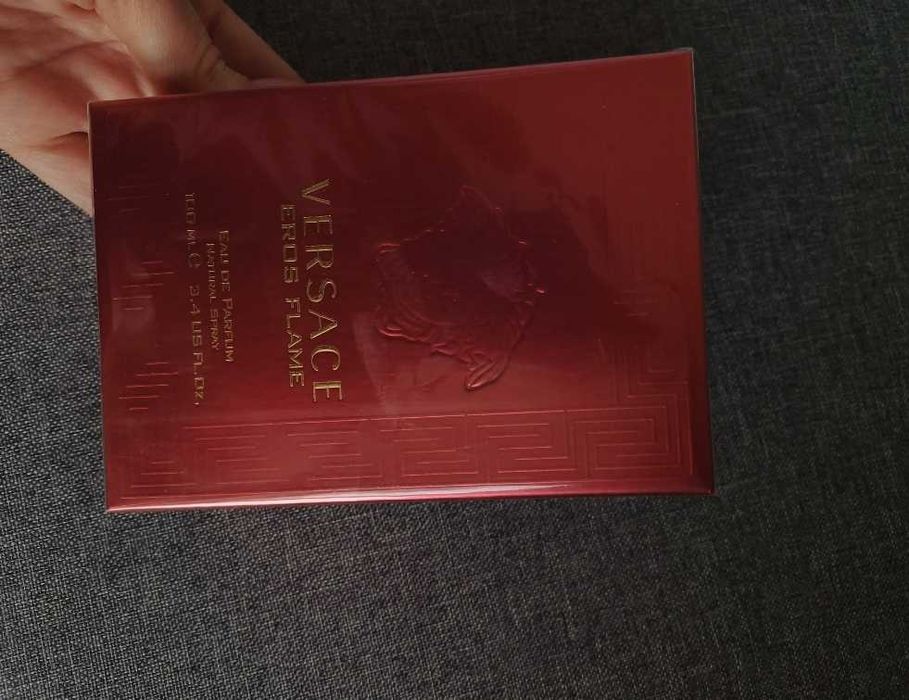 VERSACE
EROS FLAME
EAU DE PARFUM
NATURAL SPRAY
100 ML ℮ 3.4 US FL.OZ.